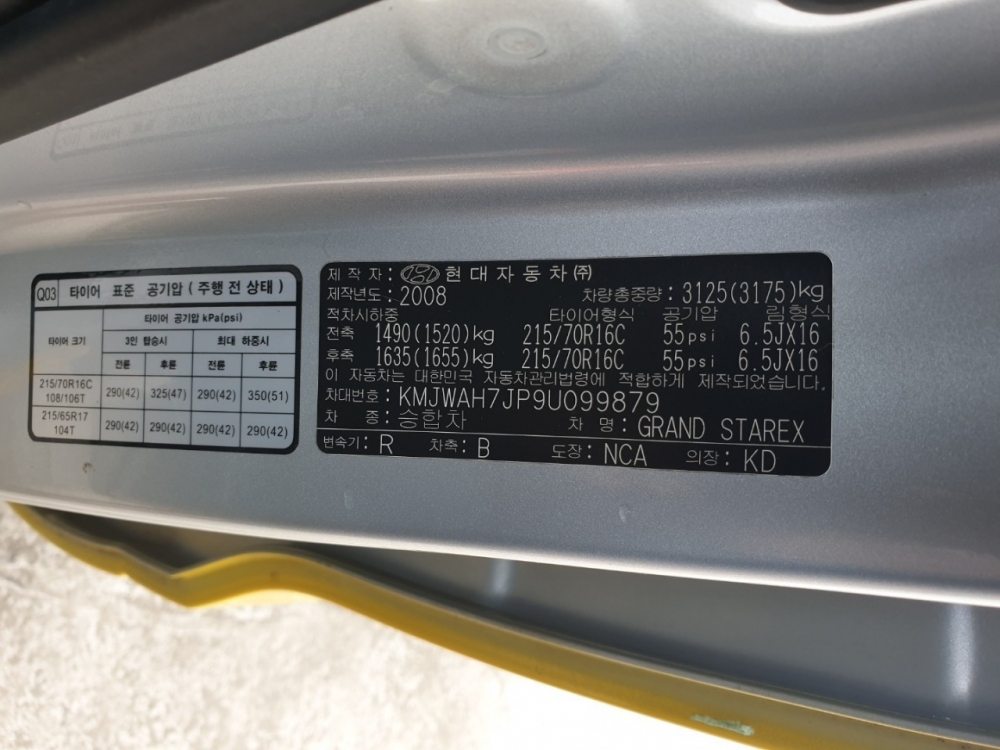 Q03 타이어 표준 공기압 ( 주행 전 상태 )
타이어 크기 타이어 공기압 kPa(psi)
3인 탑승시 최대 하중시
전륜 후륜 전륜 후륜
215/70R16C 108/106T 290(42) 325(47) 290(42) 350(51)
215/65R17 104T 290(42) 290(42) 290(42) 290(42)
제 작 자 : 현대자동차㈜
제작년도 : 2008 차량총중량 : 3125(3175)kg
적차시하중 타이어형식 공기압 림형식
전축 1490(1520)kg 215/70R16C 55psi 6.5JX16
후축 1635(1655)kg 215/70R16C 55psi 6.5JX16
이 자동차는 대한민국 자동차관리법령에 적합하게 제작되었습니다.
차대번호 : KMJWAH7JP9U099879
차 종 : 승합차 차 명 : GRAND STAREX
변속기 : R 차축 : B 도장 : NCA 의장 : KD